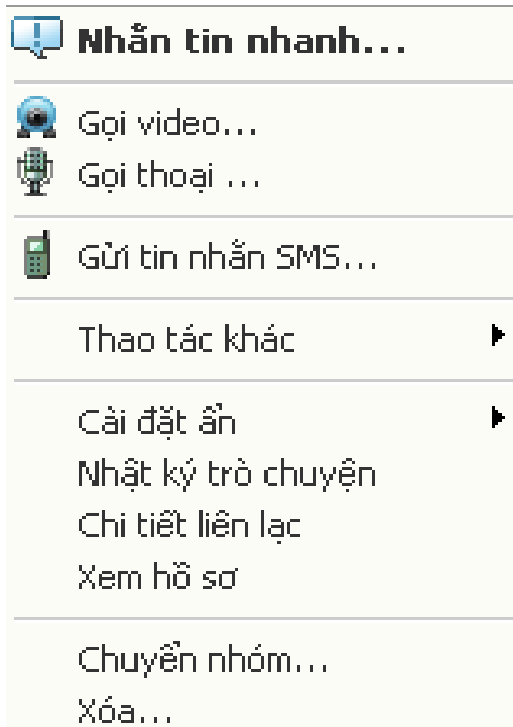 Nhắn tin nhanh...
Gọi video...
Gọi thoại ...
Gửi tin nhắn SMS...
Thao tác khác
Cài đặt ẩn
Nhật ký trò chuyện
Chi tiết liên lạc
Xem hồ sơ
Chuyển nhóm...
Xóa...